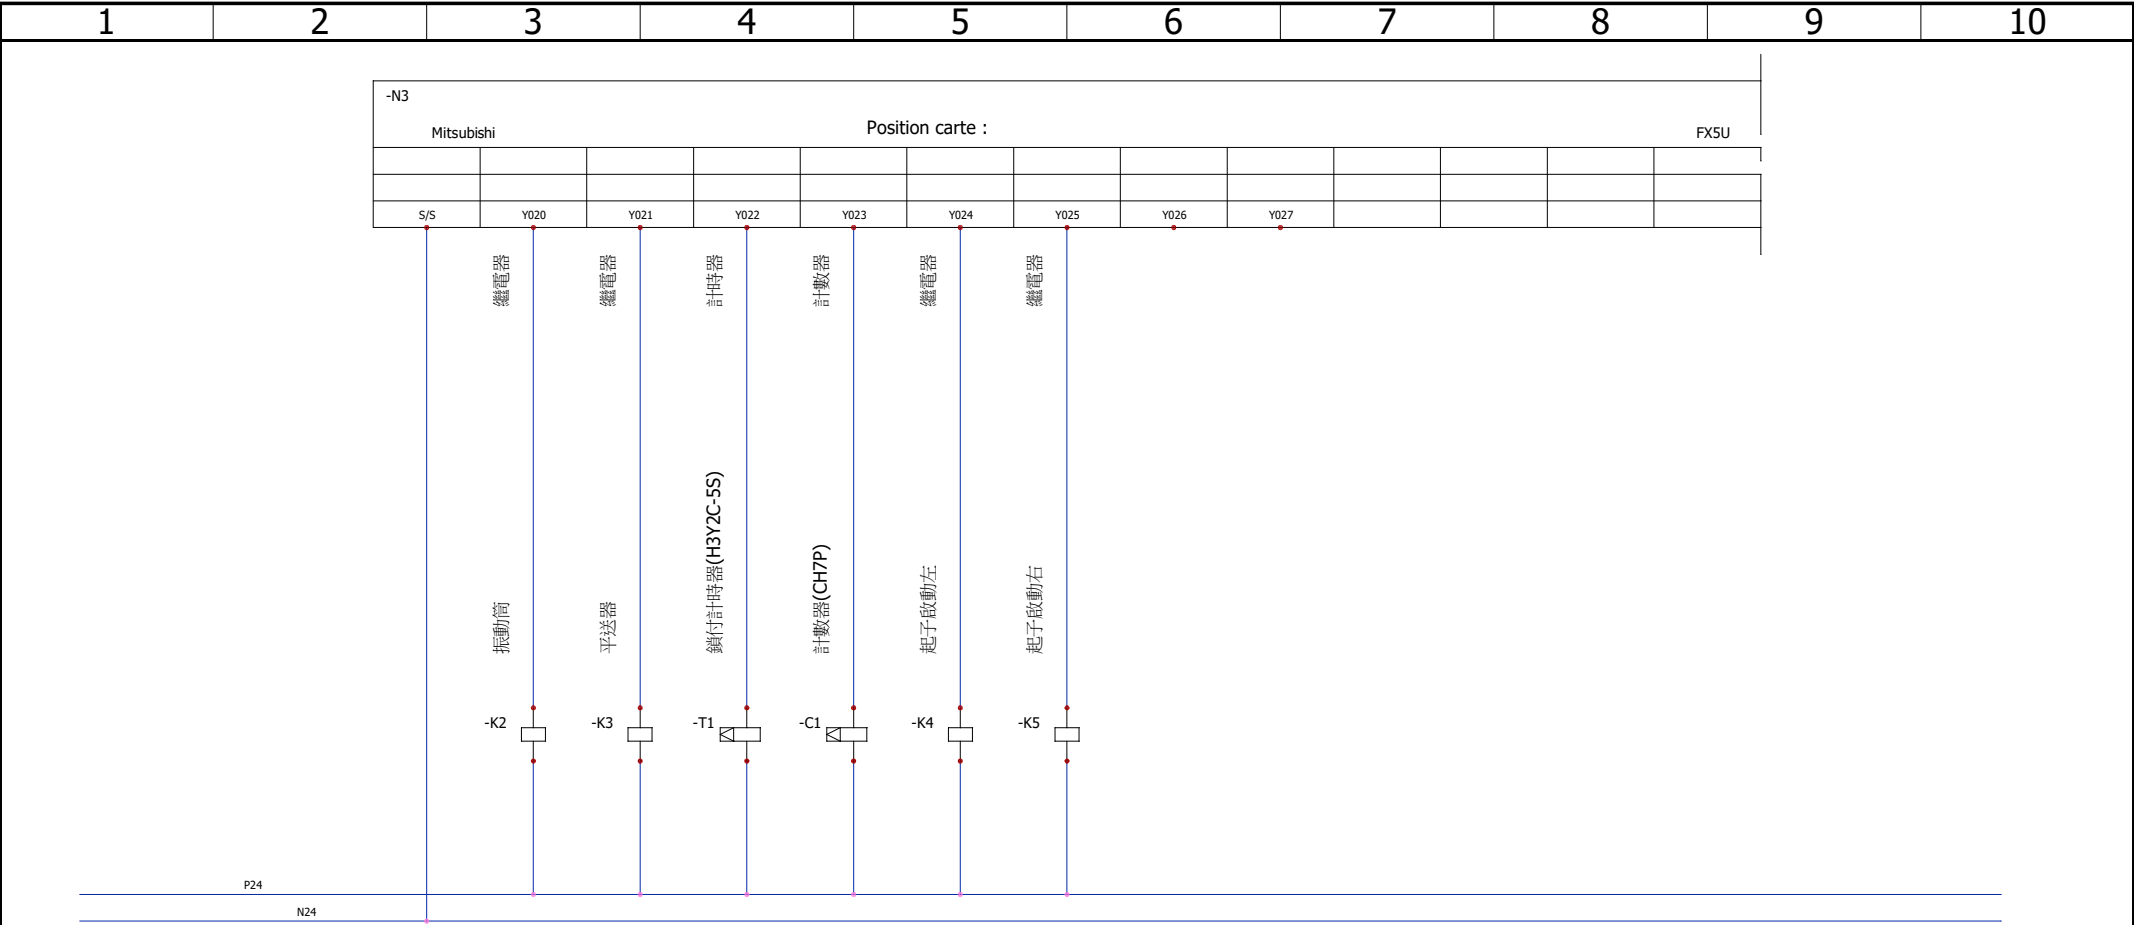 1 2 3 4 5 6 7 8 9 10
-N3
Mitsubishi Position carte : FX5U
S/S Y020 Y021 Y022 Y023 Y024 Y025 Y026 Y027
繼電器
繼電器
計時器
計數器
繼電器
繼電器
振動筒
平送器
鎖付計時器(H3Y2C-5S)
計數器(CH7P)
起子啟動左
起子啟動右
-K2 -K3 -T1 -C1 -K4 -K5
P24
N24